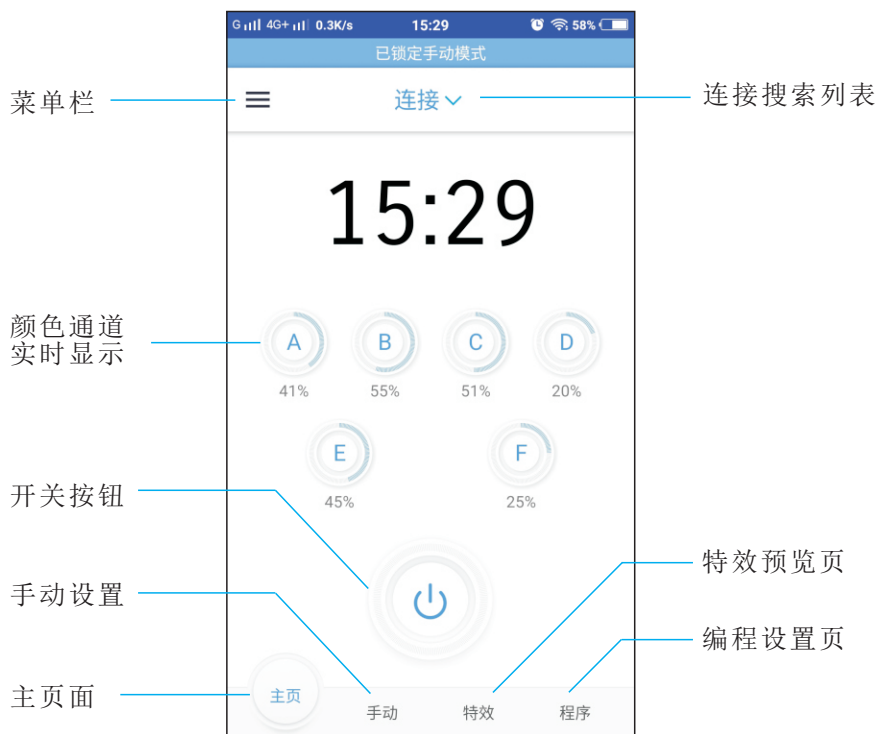 G 4G+ 0.3K/s 15:29 58%
已锁定手动模式
菜单栏
连接
连接搜索列表
15:29
颜色通道
实时显示
A B C D
41% 55% 51% 20%
E F
45% 25%
开关按钮
特效预览页
手动设置
编程设置页
主页面
主页 手动 特效 程序